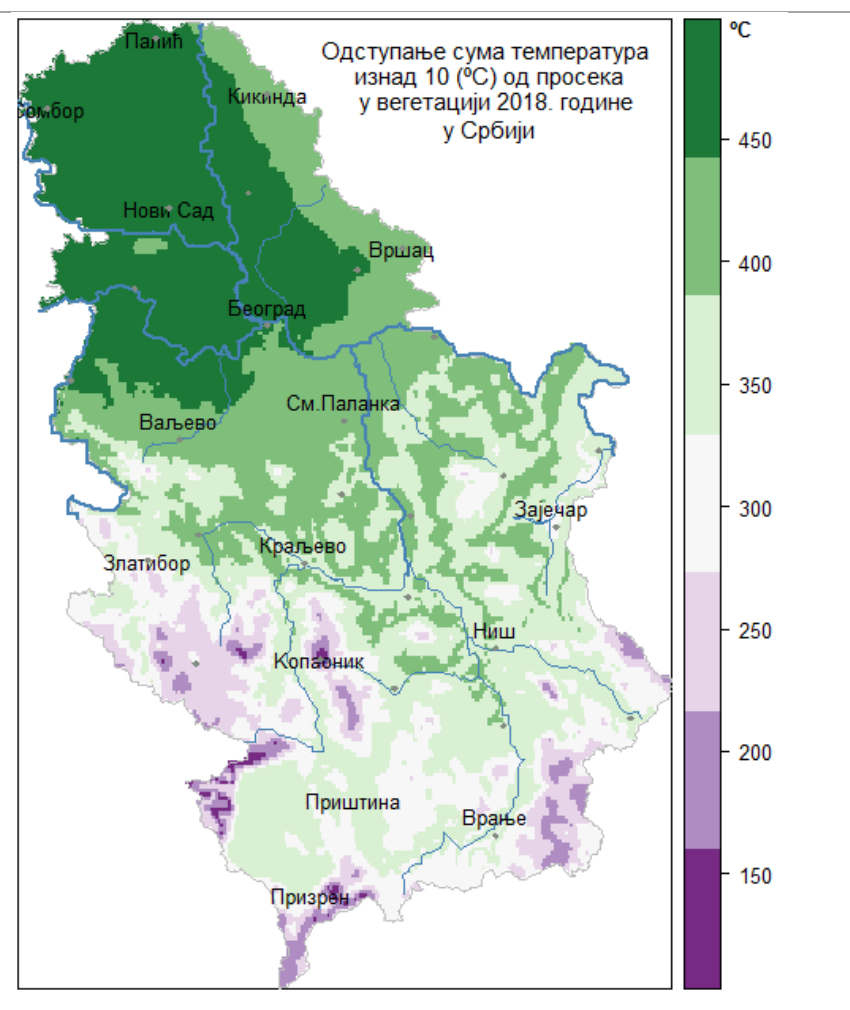 Одступање сума температура
изнад 10 (ºC) од просека
у вегетацији 2018. године
у Србији
ºC
Палић
Кикинда
Сомбор
450
Нови Сад
Вршац
400
Београд
350
См.Паланка
Ваљево
Зајечар
300
Краљево
Златибор
Ниш
250
Копаоник
200
Приштина
Врање
150
Призрен